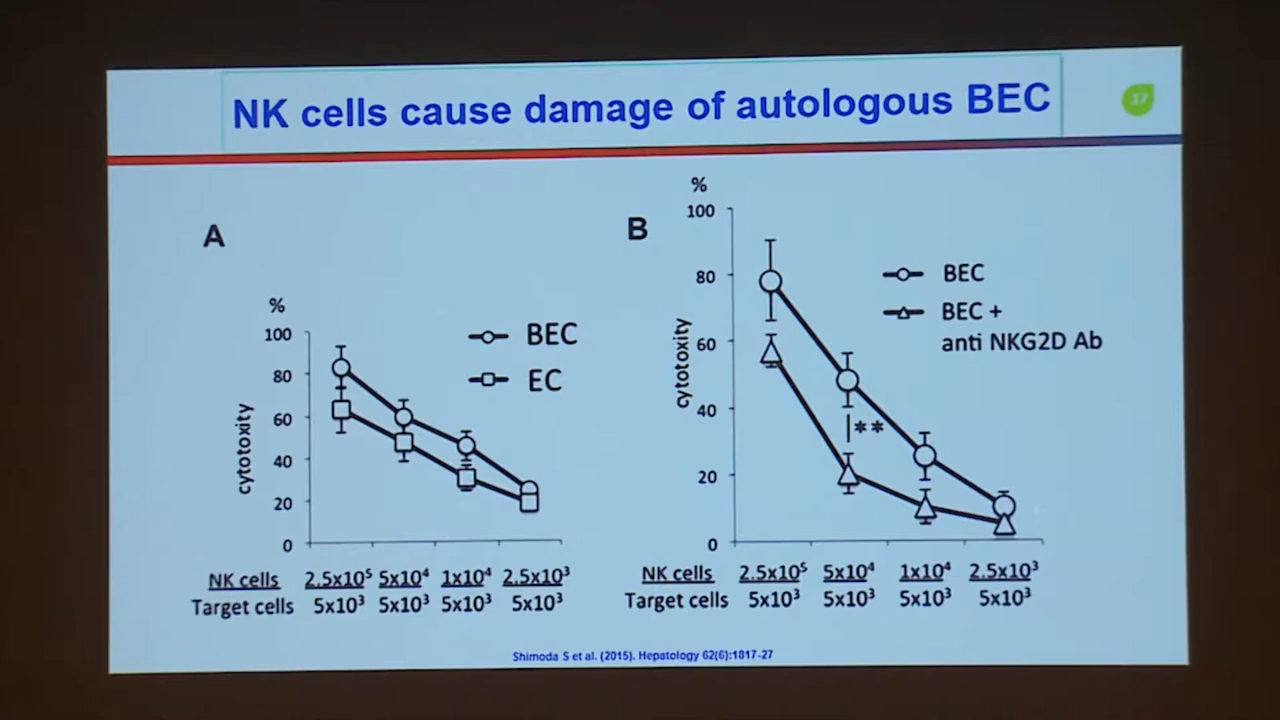 NK cells cause damage of autologous BEC
17
A
%
100
80
60
40
20
0
cytotoxity
BEC
EC
NK cells 2.5x10⁵ 5x10⁴ 1x10⁴ 2.5x10³
Target cells 5x10³ 5x10³ 5x10³ 5x10³
B
%
100
80
60
40
20
0
cytotoxity
BEC
BEC +
anti NKG2D Ab
**
NK cells 2.5x10⁵ 5x10⁴ 1x10⁴ 2.5x10³
Target cells 5x10³ 5x10³ 5x10³ 5x10³
Shimoda S et al. (2015). Hepatology 62(6):1817-27